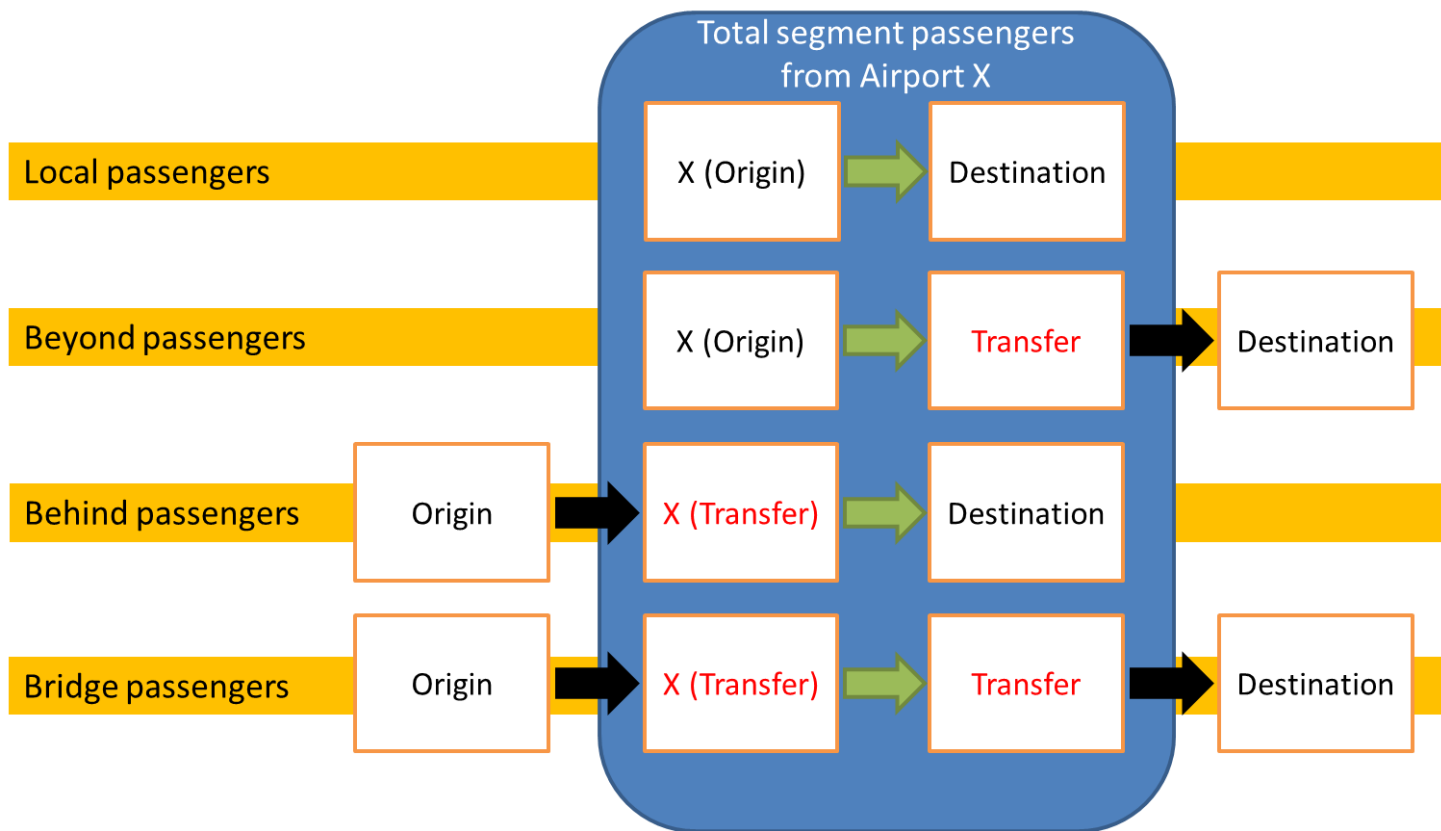 Total segment passengers
from Airport X
Local passengers
X (Origin)
Destination
Beyond passengers
X (Origin)
Transfer
Destination
Behind passengers
Origin
X (Transfer)
Destination
Bridge passengers
Origin
X (Transfer)
Transfer
Destination